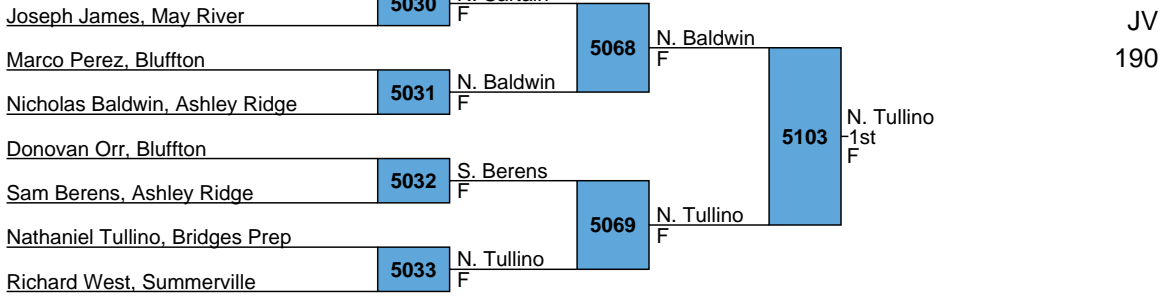 Joseph James, May River
5030
F
Marco Perez, Bluffton
Nicholas Baldwin, Ashley Ridge
5031
N. Baldwin
F
5068
N. Baldwin
F
Donovan Orr, Bluffton
Sam Berens, Ashley Ridge
5032
S. Berens
F
Nathaniel Tullino, Bridges Prep
Richard West, Summerville
5033
N. Tullino
F
5069
N. Tullino
F
5103
N. Tullino
1st
F
JV
190